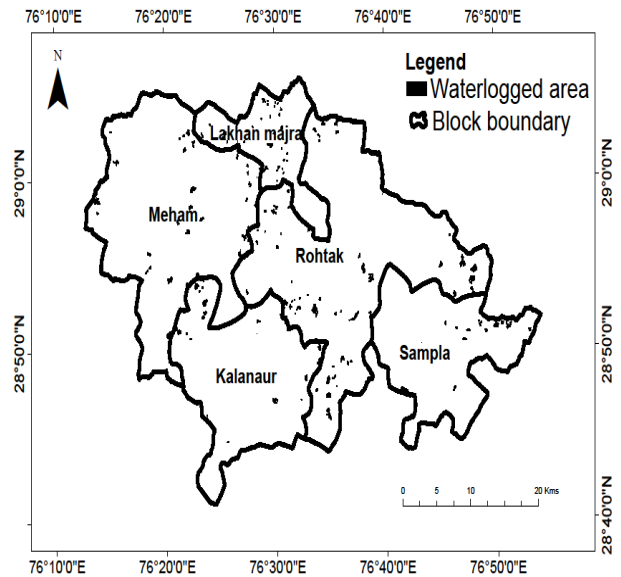 76°10'0"E 76°20'0"E 76°30'0"E 76°40'0"E 76°50'0"E
N
Legend
Waterlogged area
Block boundary
Lakhan majra
29°0'0"N 29°0'0"N
Meham
Rohtak
28°50'0"N 28°50'0"N
Sampla
Kalanaur
0 5 10 20 Kms
28°40'0"N
76°10'0"E 76°20'0"E 76°30'0"E 76°40'0"E 76°50'0"E